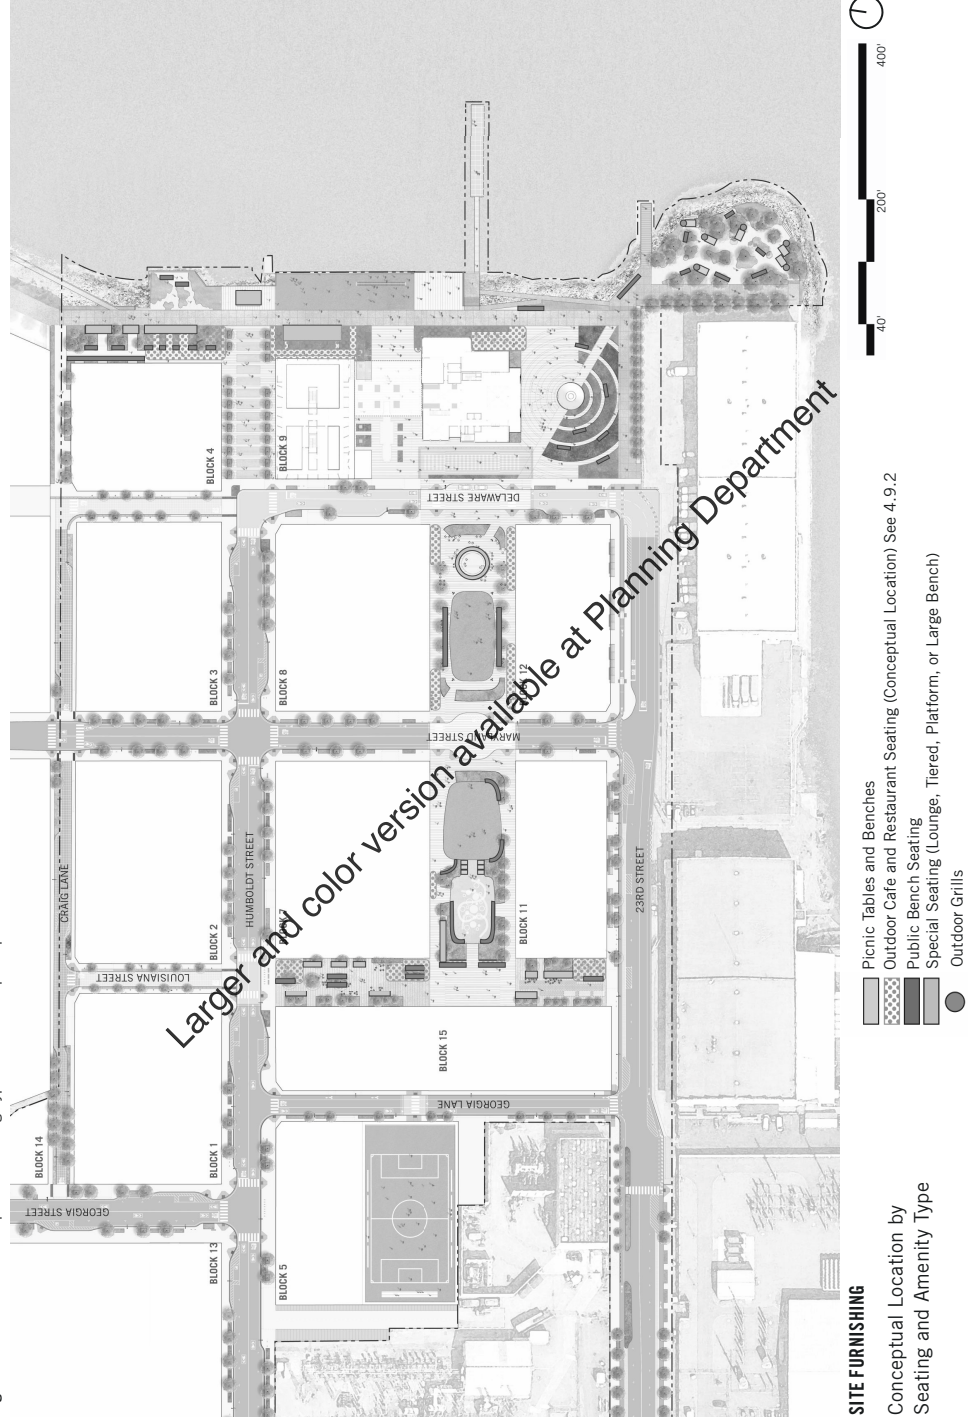 CRAIG LANE
HUMBOLDT STREET
23RD STREET
GEORGIA STREET
LOUISIANA STREET
GEORGIA LANE
MARYLAND STREET
DELAWARE STREET
BLOCK 14
BLOCK 13
BLOCK 1
BLOCK 2
BLOCK 3
BLOCK 4
BLOCK 5
BLOCK 15
BLOCK 8
BLOCK 9
BLOCK 11
BLOCK 12
Larger and color version available at Planning Department
SITE FURNISHING
Conceptual Location by
Seating and Amenity Type
Picnic Tables and Benches
Outdoor Cafe and Restaurant Seating (Conceptual Location) See 4.9.2
Public Bench Seating
Special Seating (Lounge, Tiered, Platform, or Large Bench)
Outdoor Grills
40'
200'
400'